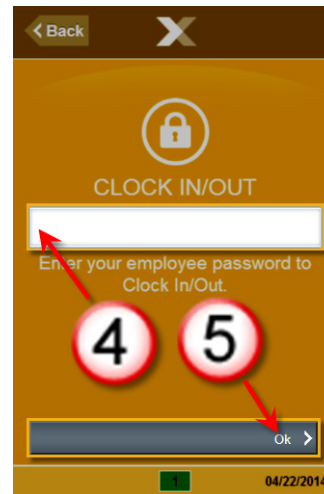 Back
CLOCK IN/OUT
Enter your employee password to
Clock In/Out.
4 5
Ok
1 04/22/2014